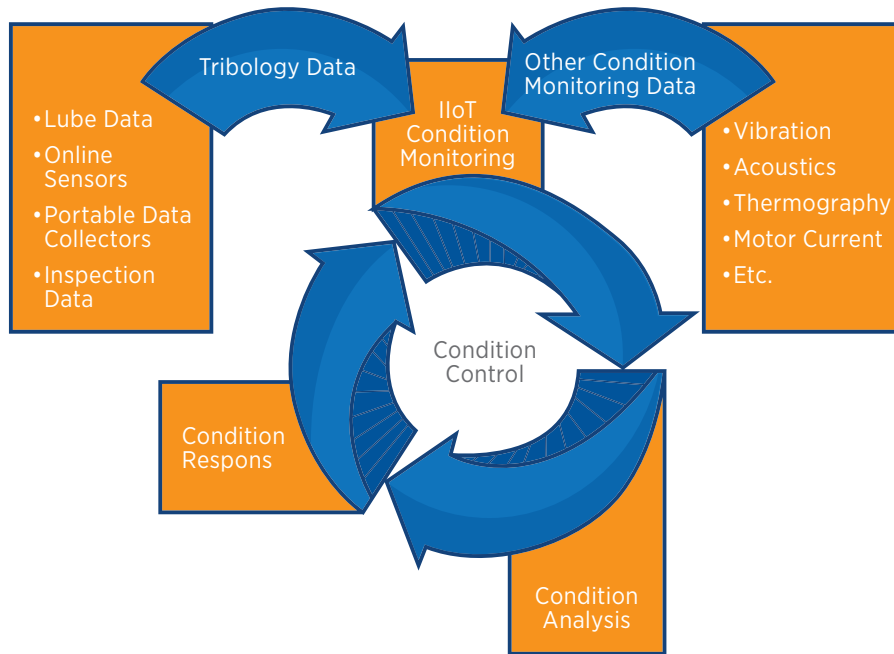 Tribology Data
Other Condition
Monitoring Data
•Lube Data
•Online
Sensors
•Portable Data
Collectors
•Inspection
Data
IIoT
Condition
Monitoring
•Vibration
•Acoustics
•Thermography
•Motor Current
•Etc.
Condition
Control
Condition
Respons
Condition
Analysis